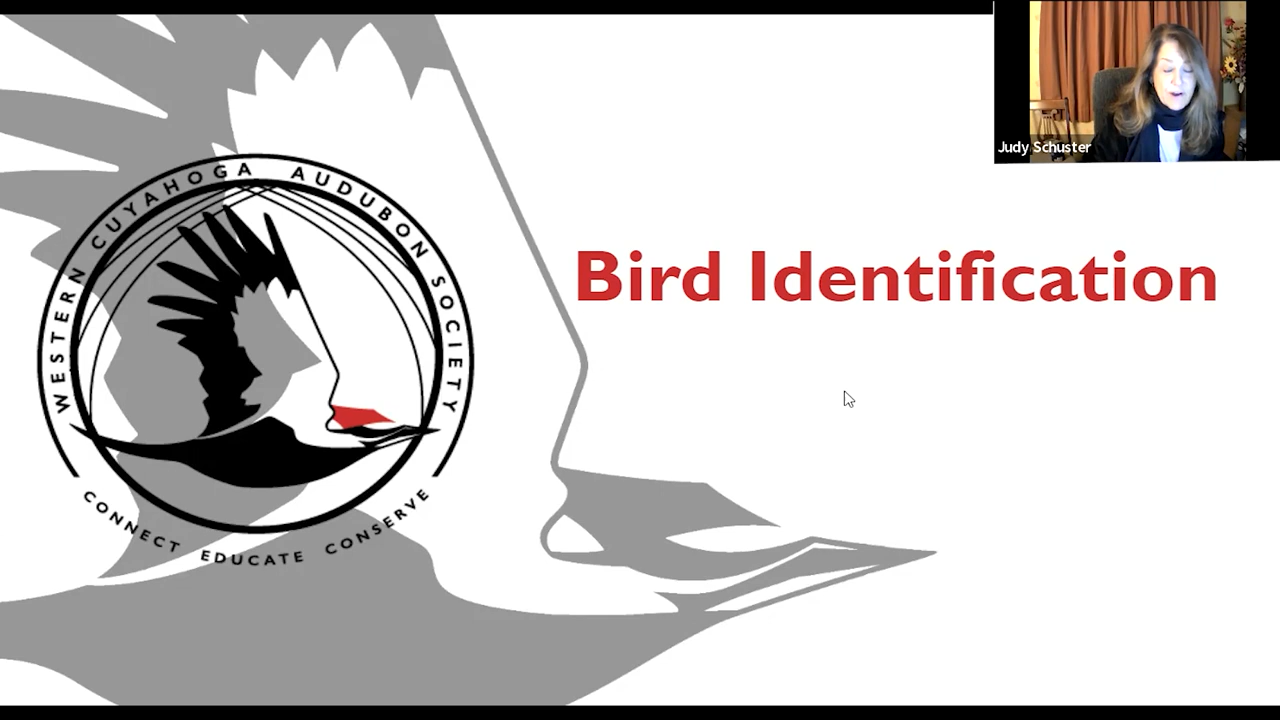 WESTERN CUYAHOGA AUDUBON SOCIETY
CONNECT EDUCATE CONSERVE
Bird Identification
Judy Schuster